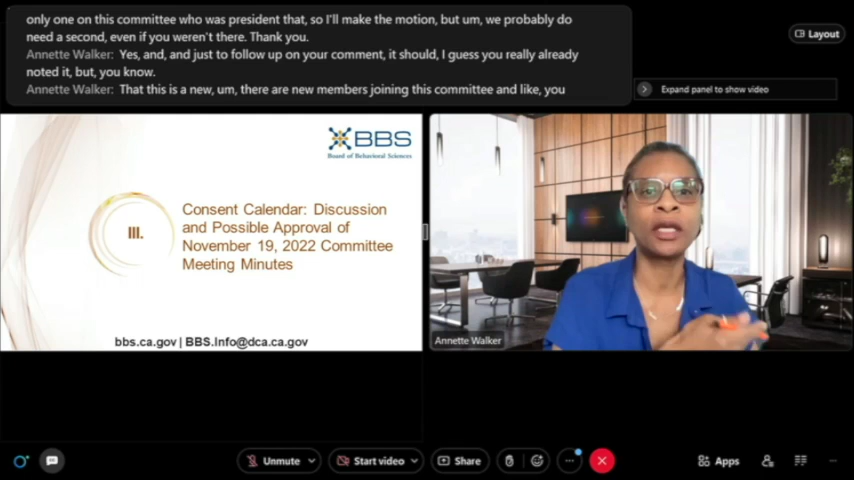 only one on this committee who was president that, so I'll make the motion, but um, we probably do
need a second, even if you weren't there. Thank you.
Annette Walker: Yes, and, and just to follow up on your comment, it should, I guess you really already
noted it, but, you know.
Annette Walker: That this is a new, um, there are new members joining this committee and like, you
Layout
Expand panel to show video
BBS
Board of Behavioral Sciences
III.
Consent Calendar: Discussion
and Possible Approval of
November 19, 2022 Committee
Meeting Minutes
bbs.ca.gov | BBS.Info@dca.ca.gov
Annette Walker
Unmute
Start video
Share
Apps